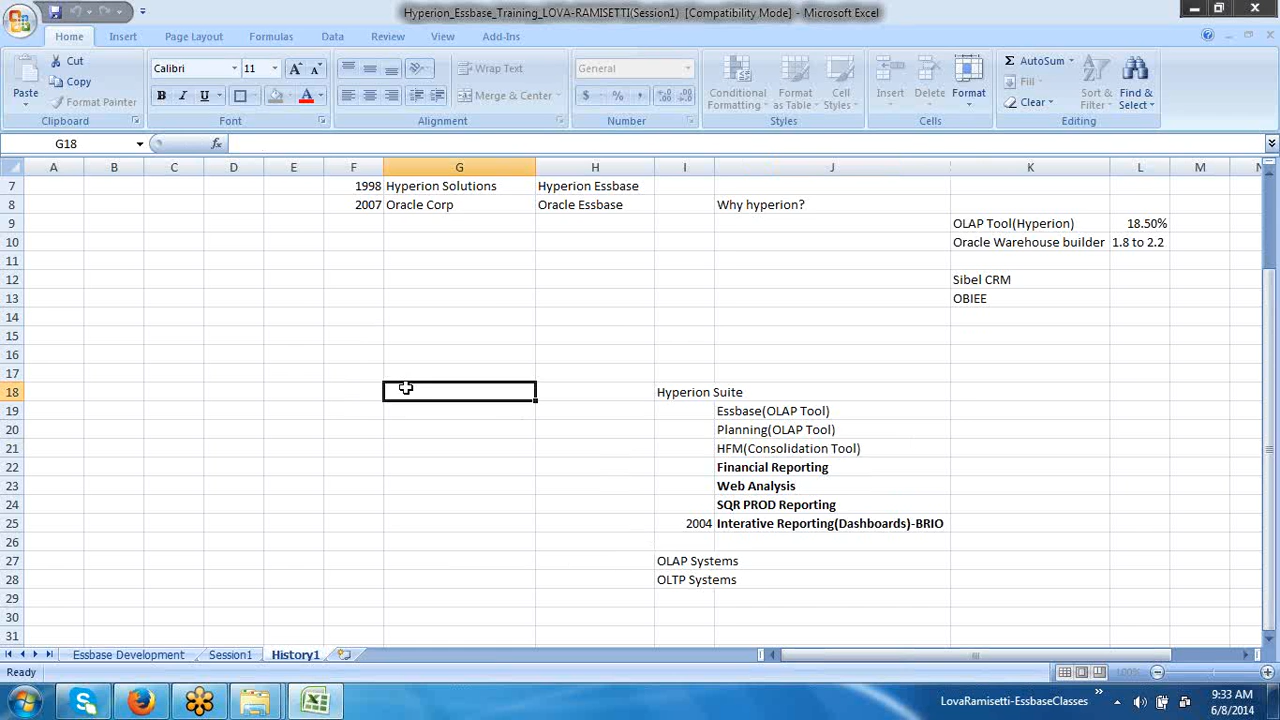 Hyperion_Essbase_Training_LOVA-RAMISETTI(Session1) [Compatibility Mode] - Microsoft Excel
Home Insert Page Layout Formulas Data Review View Add-Ins
Paste
Cut
Copy
Format Painter
Clipboard
Calibri 11
B I U
Font
Wrap Text
Merge & Center
Alignment
General
$ % ,
Number
Conditional Formatting
Format as Table
Cell Styles
Styles
Insert Delete Format
Cells
AutoSum
Fill
Clear
Sort & Filter
Find & Select
Editing
G18 fx
A B C D E F G H I J K L M N
7 1998 Hyperion Solutions Hyperion Essbase
8 2007 Oracle Corp Oracle Essbase Why hyperion?
9 OLAP Tool(Hyperion) 18.50%
10 Oracle Warehouse builder 1.8 to 2.2
11
12 Sibel CRM
13 OBIEE
14
15
16
17
18 Hyperion Suite
19 Essbase(OLAP Tool)
20 Planning(OLAP Tool)
21 HFM(Consolidation Tool)
22 Financial Reporting
23 Web Analysis
24 SQR PROD Reporting
25 2004 Interative Reporting(Dashboards)-BRIO
26
27 OLAP Systems
28 OLTP Systems
29
30
31
Essbase Development Session1 History1
Ready 100%
LovaRamisetti-EssbaseClasses
9:33 AM
6/8/2014